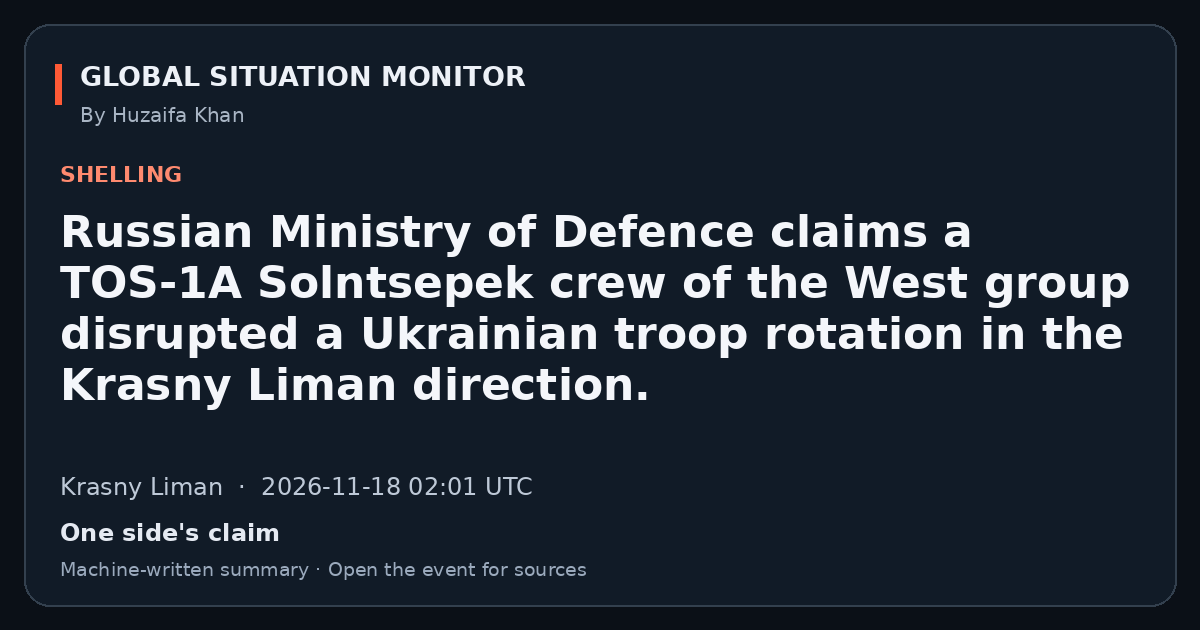 GLOBAL SITUATION MONITOR
By Huzaifa Khan
SHELLING
Russian Ministry of Defence claims a
TOS-1A Solntsepek crew of the West group
disrupted a Ukrainian troop rotation in the
Krasny Liman direction.
Krasny Liman · 2026-11-18 02:01 UTC
One side's claim
Machine-written summary · Open the event for sources